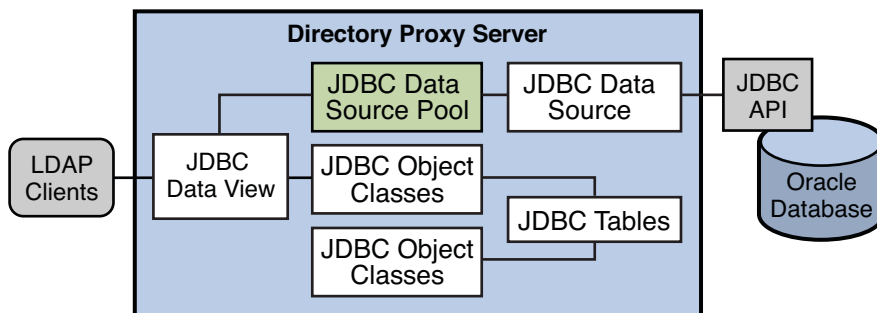 Directory Proxy Server
JDBC Data
Source Pool
JDBC Data
Source
JDBC
API
LDAP
Clients
JDBC
Data View
JDBC Object
Classes
JDBC Tables
Oracle
Database
JDBC Object
Classes